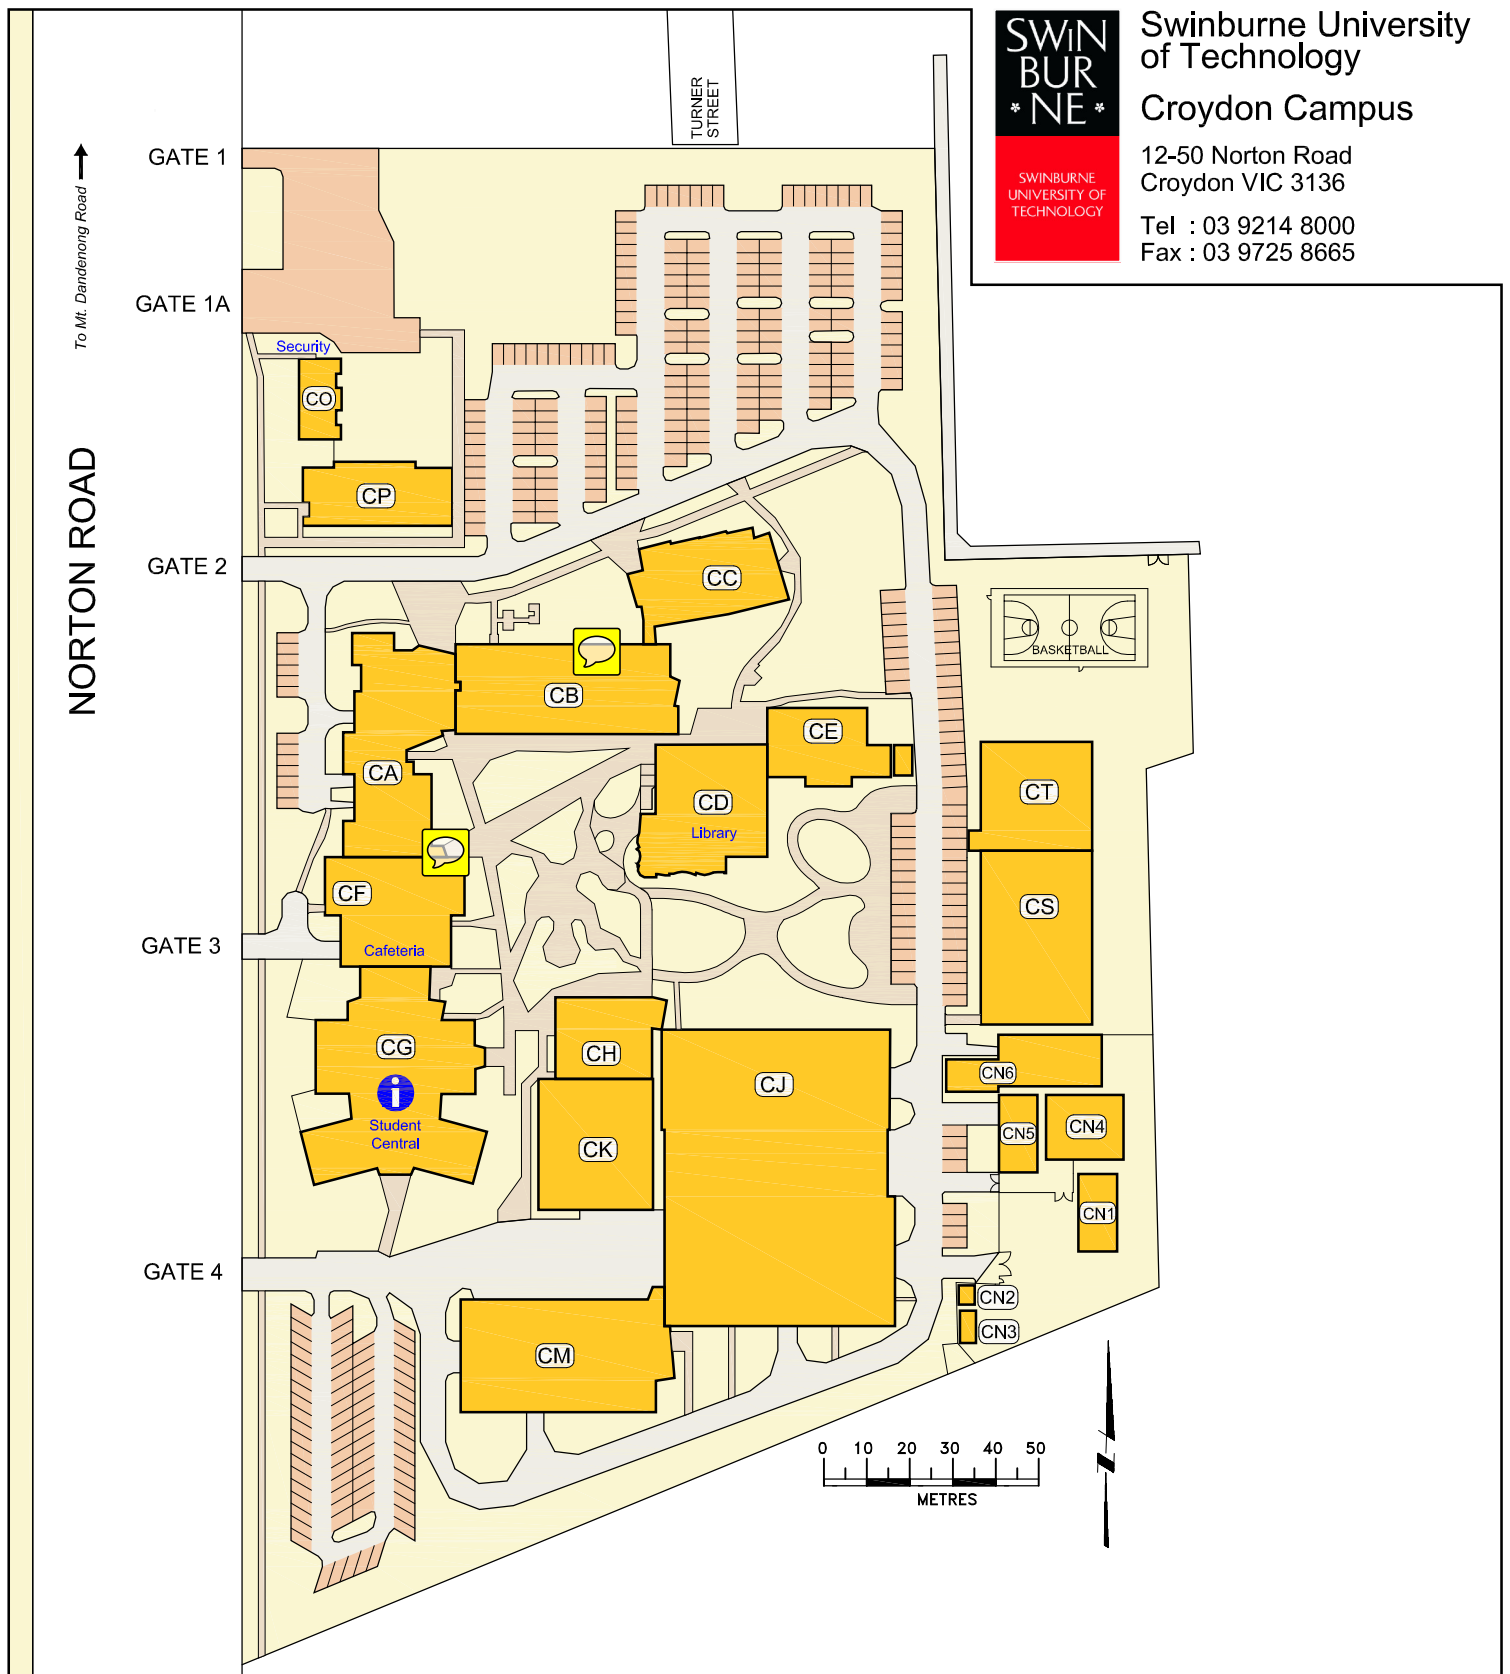 SWIN
BUR
* NE *
SWINBURNE
UNIVERSITY OF
TECHNOLOGY
Swinburne University
of Technology
Croydon Campus
12-50 Norton Road
Croydon VIC 3136
Tel : 03 9214 8000
Fax : 03 9725 8665
TURNER
STREET
GATE 1
To Mt. Dandenong Road
GATE 1A
Security
CO
CP
NORTON ROAD
GATE 2
CC
BASKETBALL
CB
CE
CA
CD
Library
CT
CF
CS
GATE 3
Cafeteria
CG
i
Student
Central
CH
CJ
CN6
CK
CN5
CN4
CN1
GATE 4
CN2
CN3
CM
0 10 20 30 40 50
METRES